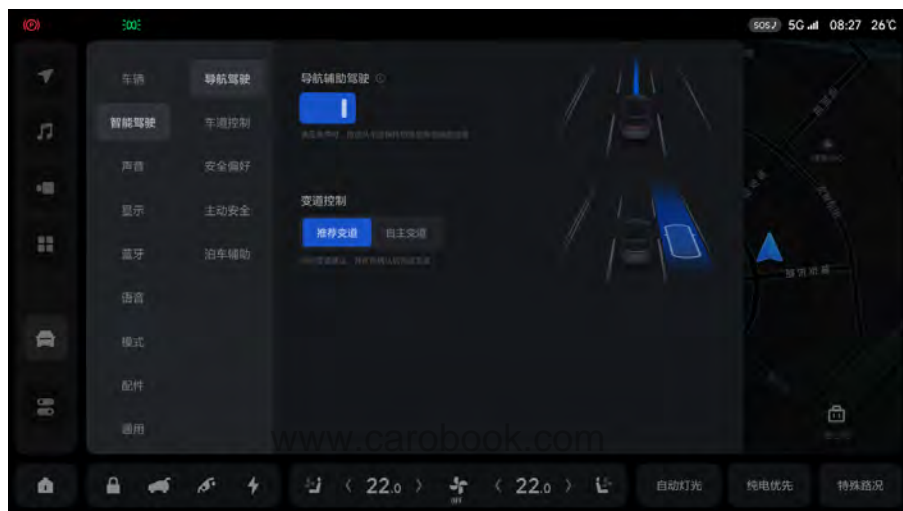 SOS 5G 08:27 26℃
车辆
智能驾驶
声音
显示
蓝牙
语音
模式
配件
通用
导航驾驶
车道控制
安全偏好
主动安全
泊车辅助
导航辅助驾驶
变道控制
推荐变道 自主变道
www.carobook.com
22.0
OFF
22.0
自动灯光
纯电优先
特殊路况